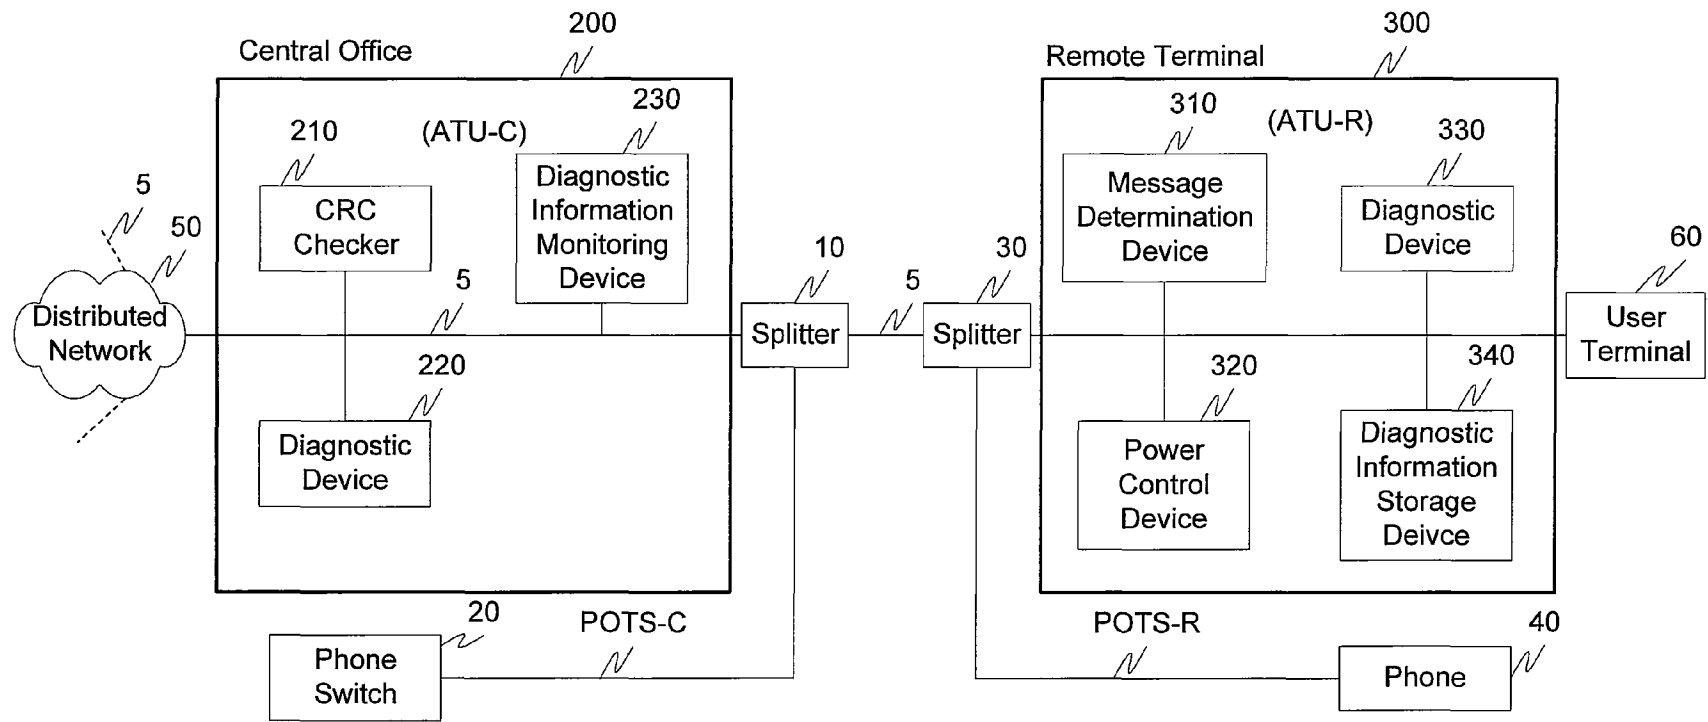 200
Central Office
300
Remote Terminal
(ATU-C)
230
210
310
(ATU-R)
330
CRC
Checker
Diagnostic
Information
Monitoring
Device
Message
Determination
Device
Diagnostic
Device
5
50
5
10
5
30
60
Distributed
Network
Splitter
Splitter
User
Terminal
220
320
340
Diagnostic
Device
Power
Control
Device
Diagnostic
Information
Storage
Deivce
20
POTS-C
POTS-R
40
Phone
Switch
Phone